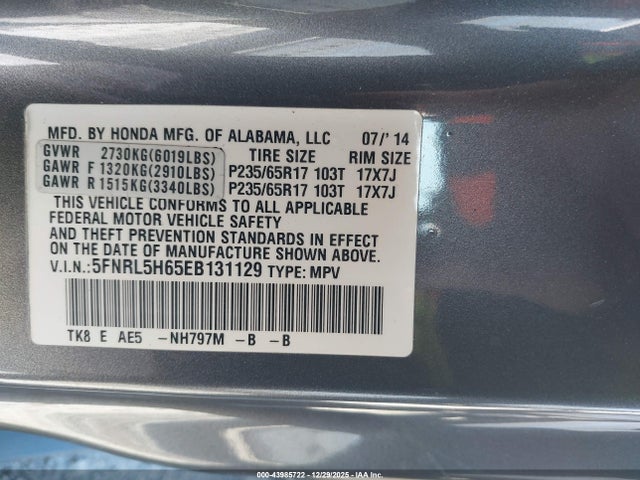 MFD. BY HONDA MFG. OF ALABAMA, LLC 07/'14
GVWR 2730KG(6019LBS) TIRE SIZE RIM SIZE
GAWR F 1320KG(2910LBS) P235/65R17 103T 17X7J
GAWR R 1515KG(3340LBS) P235/65R17 103T 17X7J
THIS VEHICLE CONFORMS TO ALL APPLICABLE
FEDERAL MOTOR VEHICLE SAFETY
AND THEFT PREVENTION STANDARDS IN EFFECT
ON THE DATE OF MANUFACTURE SHOWN ABOVE.
V.I.N.:5FNRL5H65EB131129 TYPE: MPV
TK8 E AE5 -NH797M -B -B
000-43985722 - 12/29/2025 - IAA Inc.